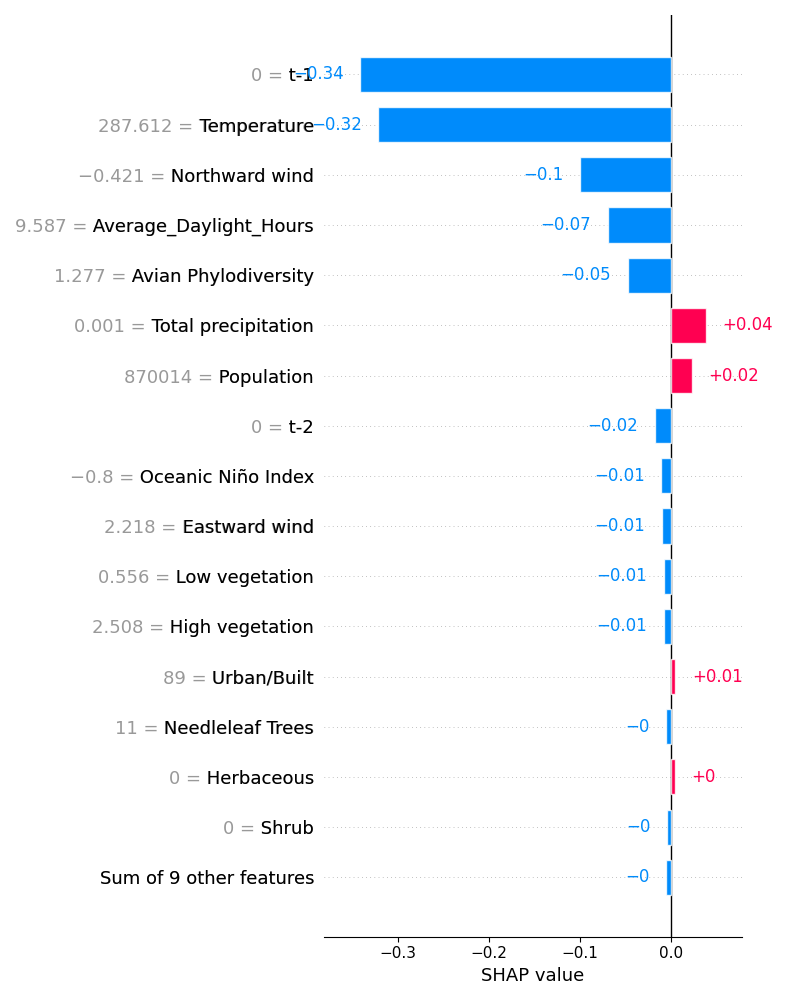 0 = t-1 −0.34
287.612 = Temperature −0.32
−0.421 = Northward wind −0.1
9.587 = Average_Daylight_Hours −0.07
1.277 = Avian Phylodiversity −0.05
0.001 = Total precipitation +0.04
870014 = Population +0.02
0 = t-2 −0.02
−0.8 = Oceanic Niño Index −0.01
2.218 = Eastward wind −0.01
0.556 = Low vegetation −0.01
2.508 = High vegetation −0.01
89 = Urban/Built +0.01
11 = Needleleaf Trees −0
0 = Herbaceous +0
0 = Shrub −0
Sum of 9 other features −0
−0.3 −0.2 −0.1 0.0
SHAP value